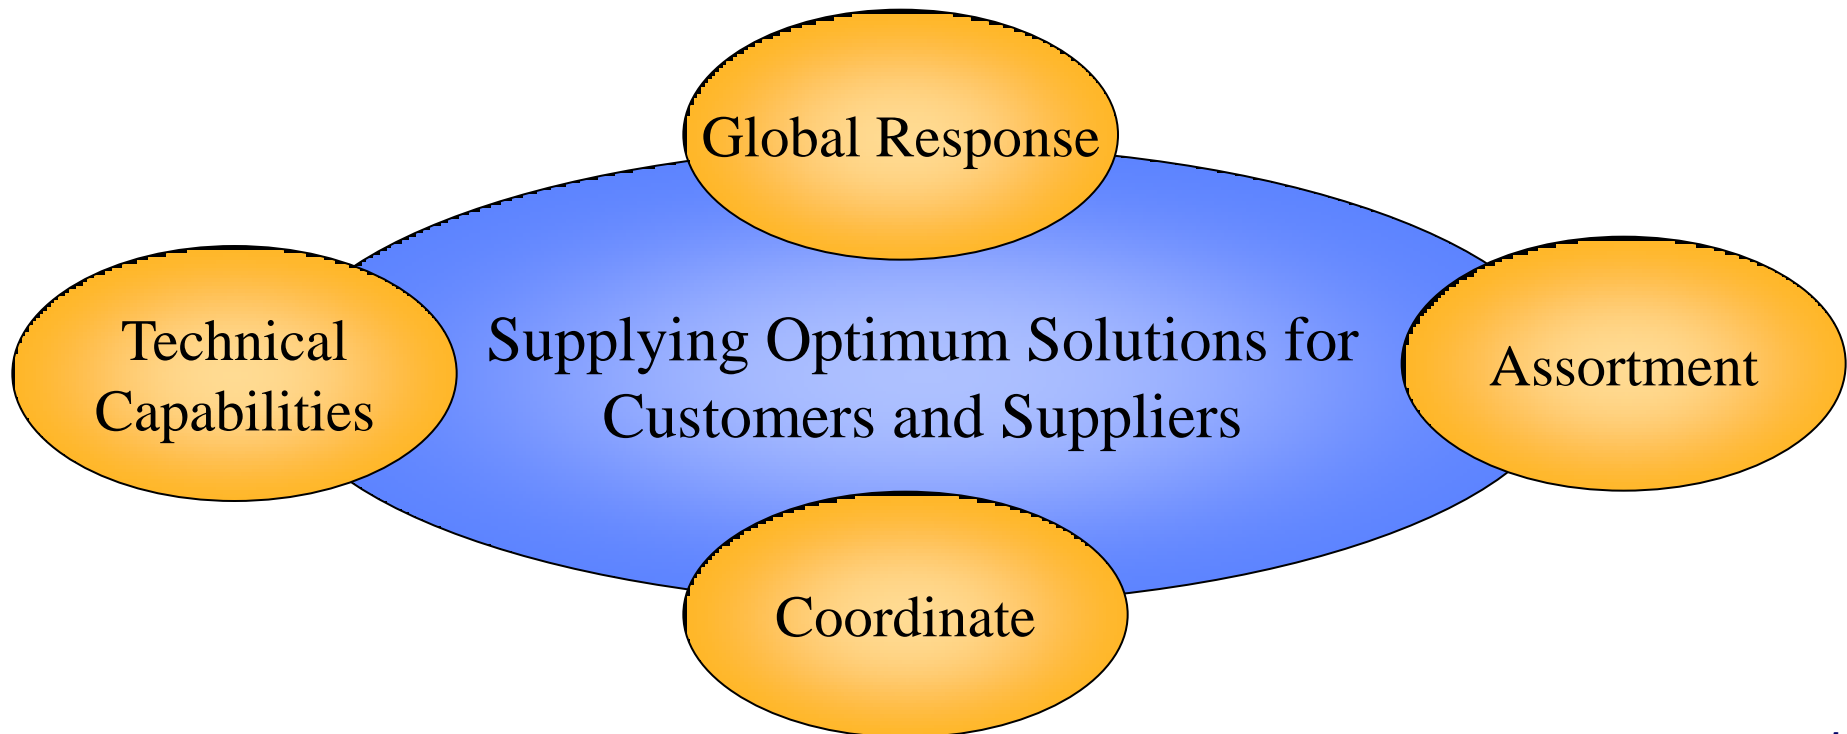 Global Response
Technical
Capabilities
Supplying Optimum Solutions for
Customers and Suppliers
Assortment
Coordinate